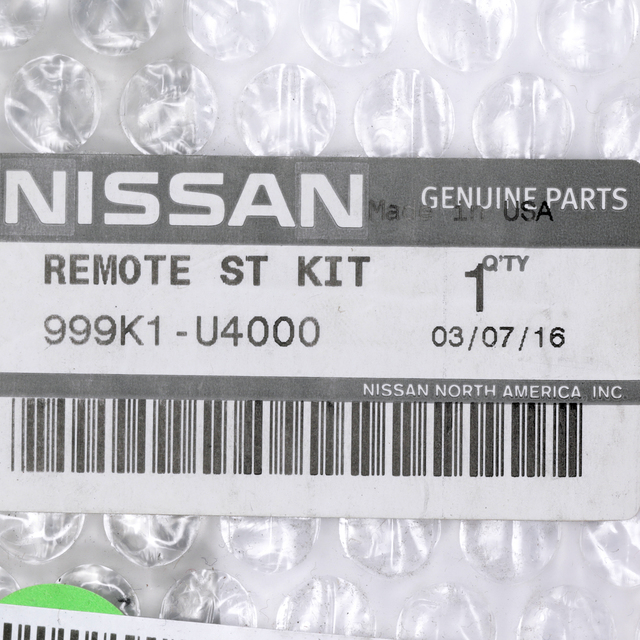 NISSAN
GENUINE PARTS
Made in USA
REMOTE ST KIT
1 Q'TY
999K1-U4000
03/07/16
NISSAN NORTH AMERICA, INC.